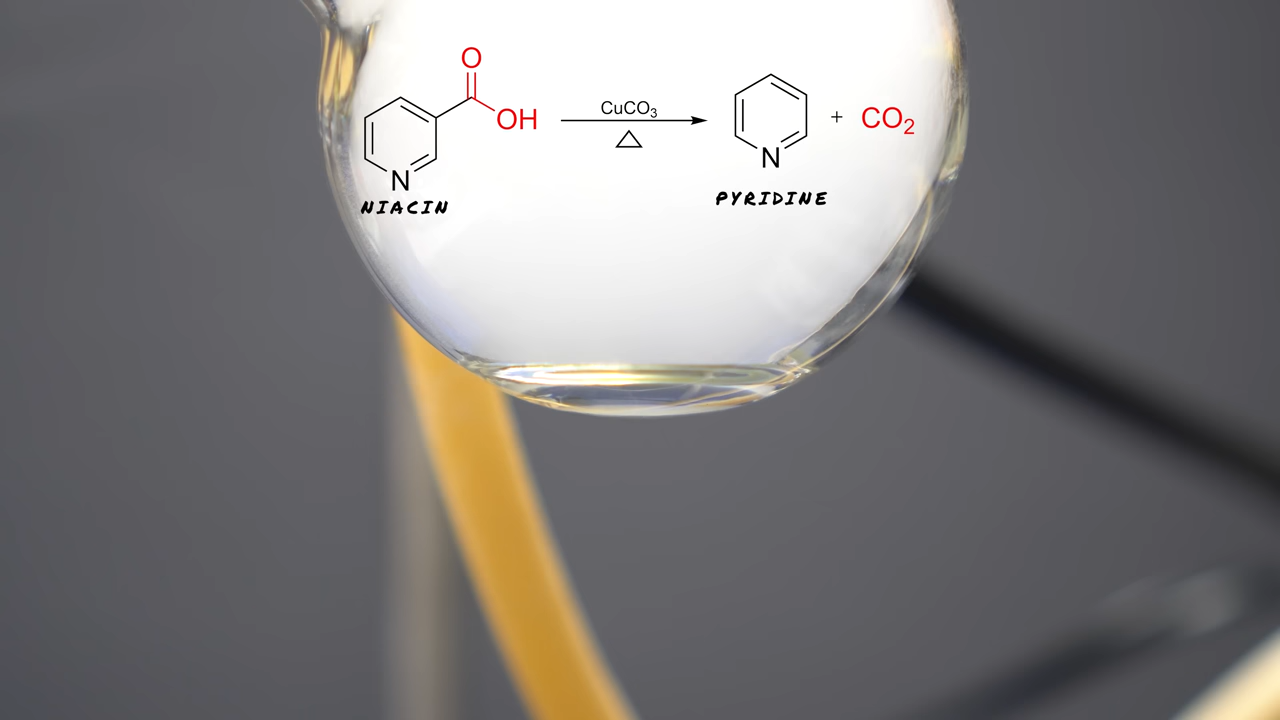 O
OH
N
NIACIN
CuCO₃
△
N
PYRIDINE
+ CO₂